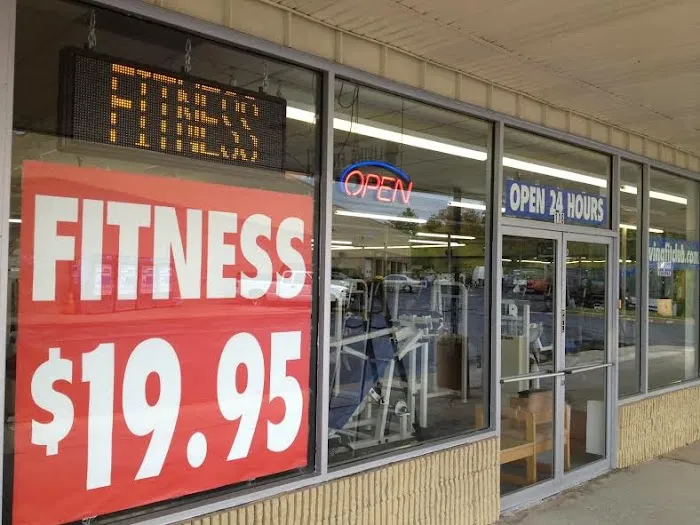 FITNESS
FITNESS
$19.95
OPEN
OPEN 24 HOURS